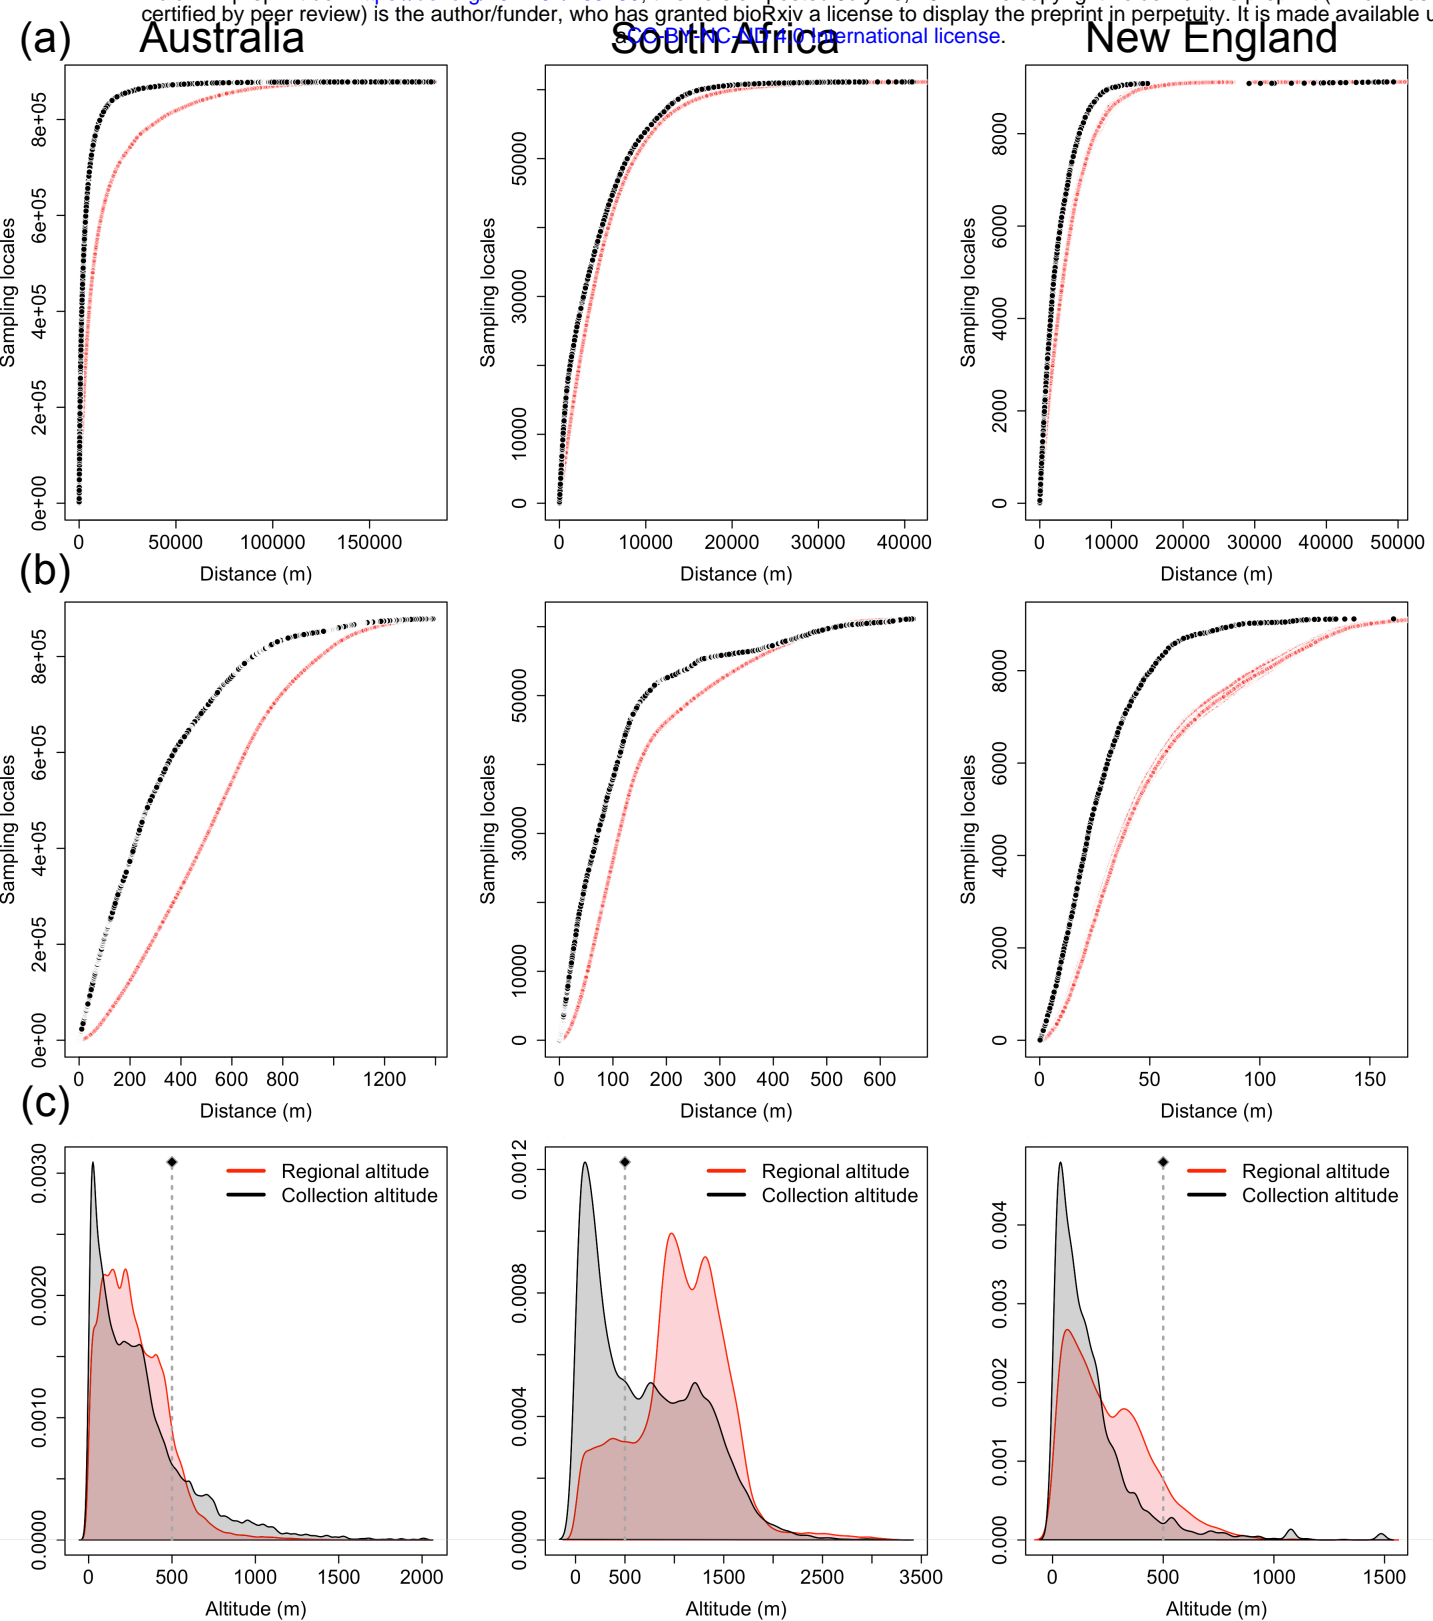 certified by peer review) is the author/funder, who has granted bioRxiv a license to display the preprint in perpetuity. It is made available
aCC-BY-NC-ND 4.0 International license.
(a) Australia South Africa New England
Sampling locales
0e+00 2e+05 4e+05 6e+05 8e+05
0 50000 100000 150000
Distance (m)
Sampling locales
0 10000 30000 50000
0 10000 20000 30000 40000
Distance (m)
Sampling locales
0 2000 4000 6000 8000
0 10000 20000 30000 40000 50000
Distance (m)
(b)
Sampling locales
0e+00 2e+05 4e+05 6e+05 8e+05
0 200 400 600 800 1200
Distance (m)
Sampling locales
0 10000 30000 50000
0 100 200 300 400 500 600
Distance (m)
Sampling locales
0 2000 4000 6000 8000
0 50 100 150
Distance (m)
(c)
Regional altitude
Collection altitude
0.0000 0.0010 0.0020 0.0030
0 500 1000 1500 2000
Altitude (m)
Regional altitude
Collection altitude
0.0000 0.0004 0.0008 0.0012
0 500 1500 2500 3500
Altitude (m)
Regional altitude
Collection altitude
0.000 0.001 0.002 0.003 0.004
0 500 1000 1500
Altitude (m)